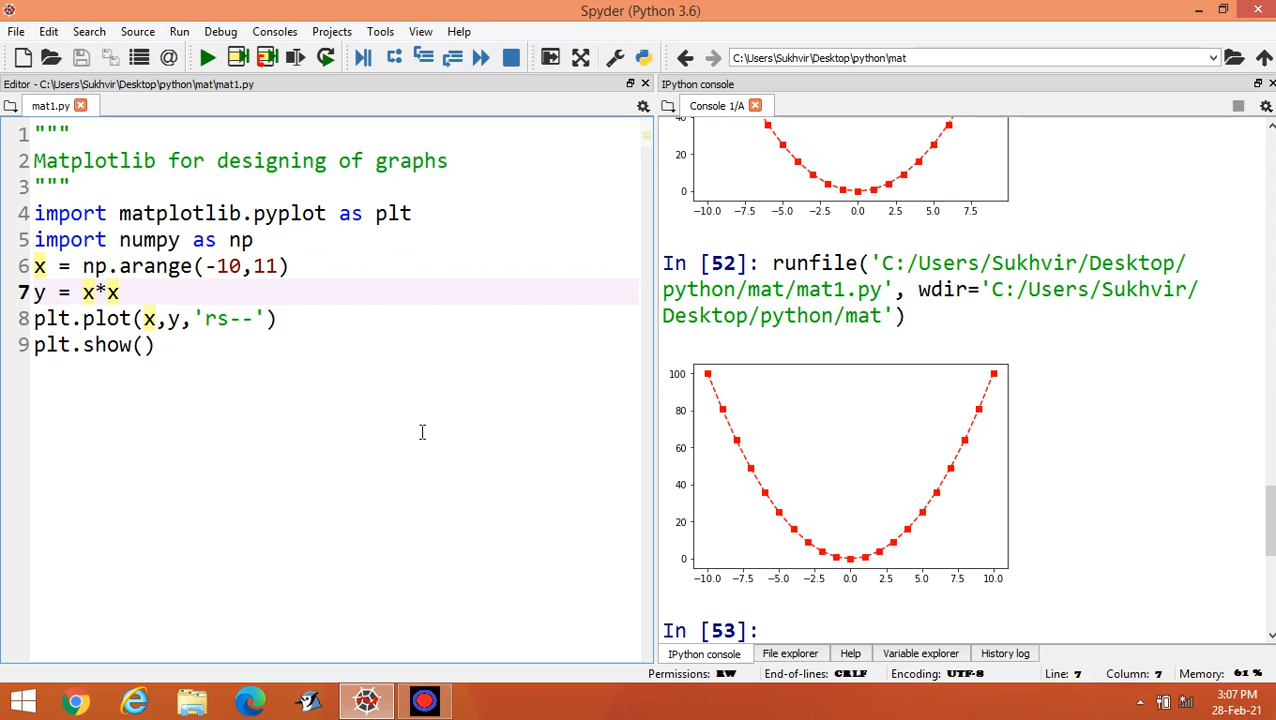 Spyder (Python 3.6)
File Edit Search Source Run Debug Consoles Projects Tools View Help
C:\Users\Sukhvir\Desktop\python\mat
Editor - C:\Users\Sukhvir\Desktop\python\mat\mat1.py
mat1.py
1 """
2 Matplotlib for designing of graphs
3 """
4 import matplotlib.pyplot as plt
5 import numpy as np
6 x = np.arange(-10,11)
7 y = x*x
8 plt.plot(x,y,'rs--')
9 plt.show()
IPython console
Console 1/A
40
20
0
-10.0 -7.5 -5.0 -2.5 0.0 2.5 5.0 7.5
In [52]: runfile('C:/Users/Sukhvir/Desktop/
python/mat/mat1.py', wdir='C:/Users/Sukhvir/
Desktop/python/mat')
100
80
60
40
20
0
-10.0 -7.5 -5.0 -2.5 0.0 2.5 5.0 7.5 10.0
In [53]:
IPython console File explorer Help Variable explorer History log
Permissions: RW End-of-lines: CRLF Encoding: UTF-8 Line: 7 Column: 7 Memory: 61 %
3:07 PM
28-Feb-21